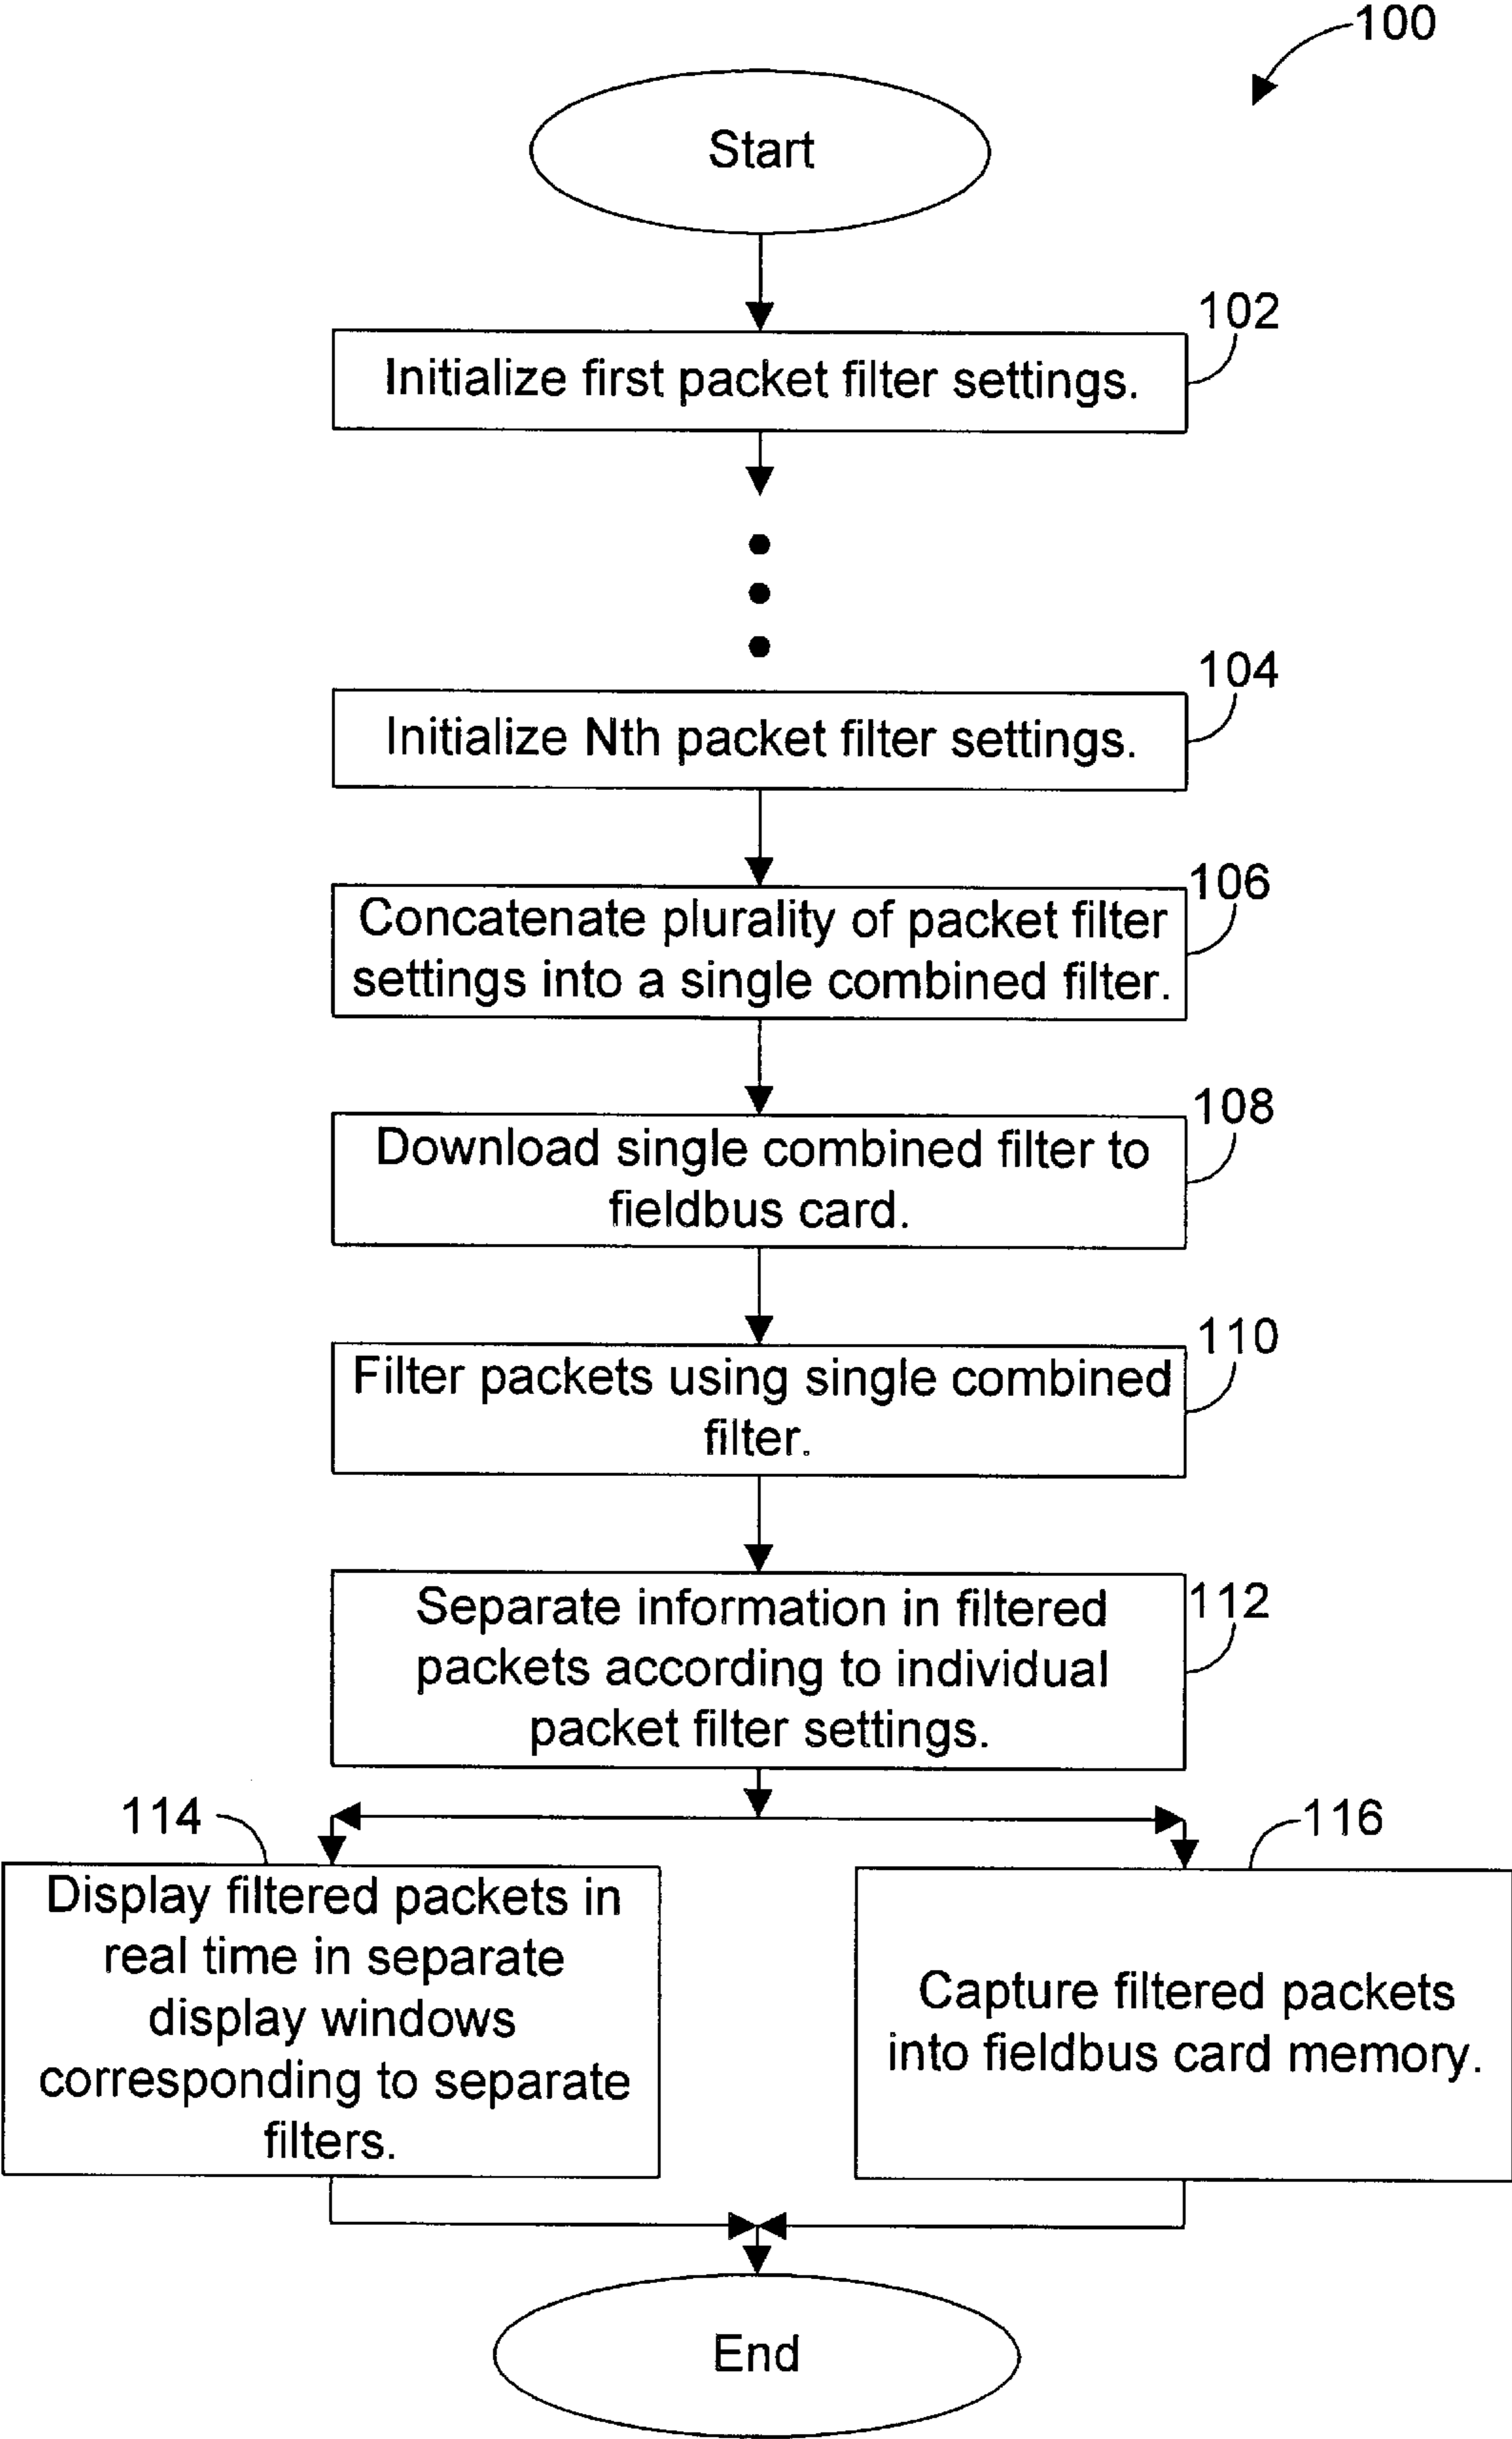 100
Start
102
Initialize first packet filter settings.
104
Initialize Nth packet filter settings.
106
Concatenate plurality of packet filter
settings into a single combined filter.
108
Download single combined filter to
fieldbus card.
110
Filter packets using single combined
filter.
112
Separate information in filtered
packets according to individual
packet filter settings.
114
Display filtered packets in
real time in separate
display windows
corresponding to separate
filters.
116
Capture filtered packets
into fieldbus card memory.
End